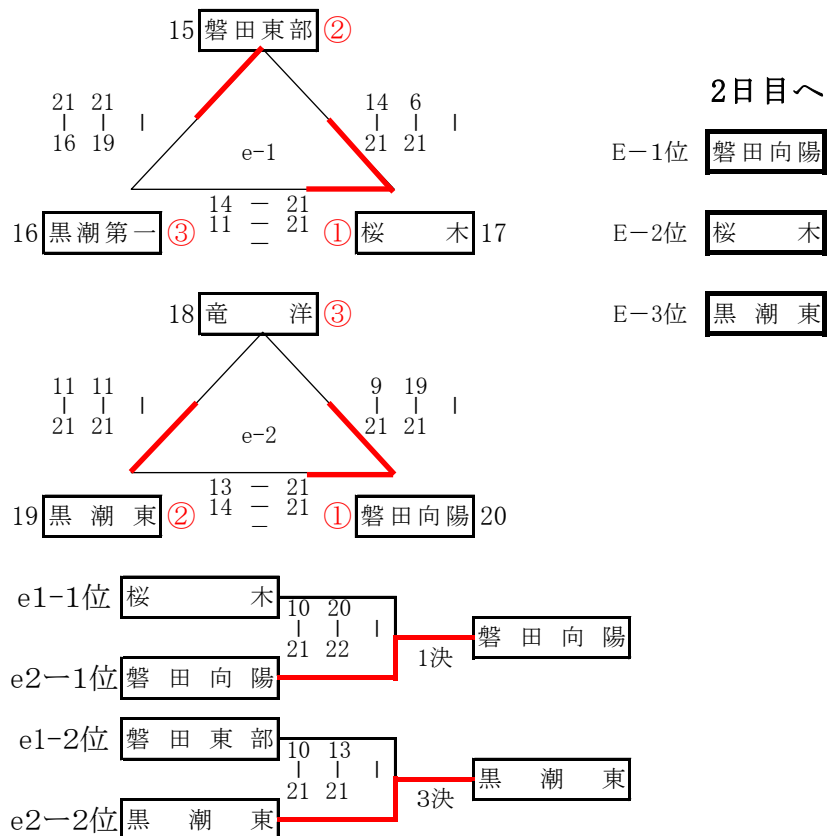 15 磐田東部 ②
21 21
| | |
16 19
14 6
| | |
21 21
e-1
14 － 21
11 － 21
－
16 黒潮第一 ③
① 桜木 17
2日目へ
E－1位 磐田向陽
E－2位 桜木
E－3位 黒潮東
18 竜洋 ③
11 11
| | |
21 21
9 19
| | |
21 21
e-2
13 － 21
14 － 21
－
19 黒潮東 ②
① 磐田向陽 20
e1-1位 桜木
10 20
| | |
21 22
e2ー1位 磐田向陽
1決
磐田向陽
e1-2位 磐田東部
10 13
| | |
21 21
e2ー2位 黒潮東
3決
黒潮東